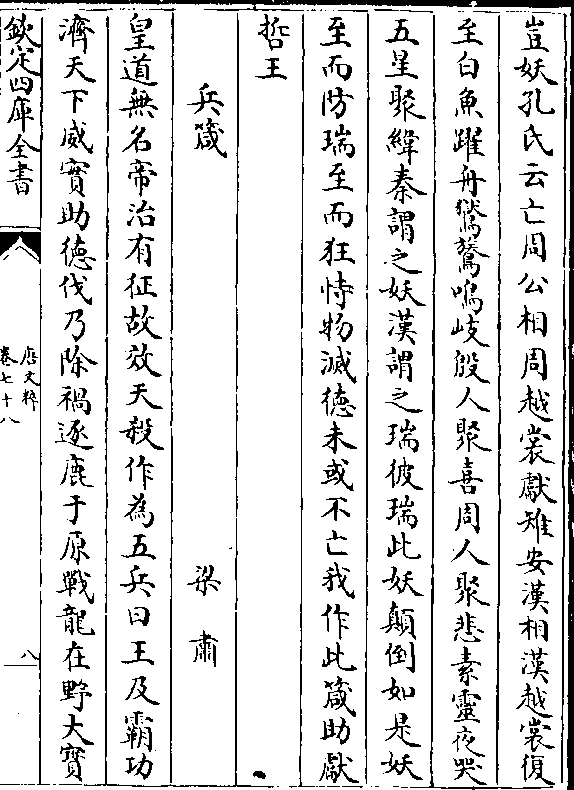 豈妖孔氏云亡周公相周越裳獻雉安漢相漢越裳復
至白魚躍舟鸑鷟鳴岐殷人聚喜周人聚悲素靈夜哭
五星聚緯秦謂之妖漢謂之瑞彼瑞此妖顛倒如是妖
至而防瑞至而狂恃物滅德未或不亡我作此箴助獻
哲王
兵箴 梁肅
皇道無名帝治有征故效天殺作為五兵曰王及霸功
濟天下威實助德伐乃除禍逐鹿于原戰龍在野大寳
欽定四庫全書
唐文粹
卷七十八
八